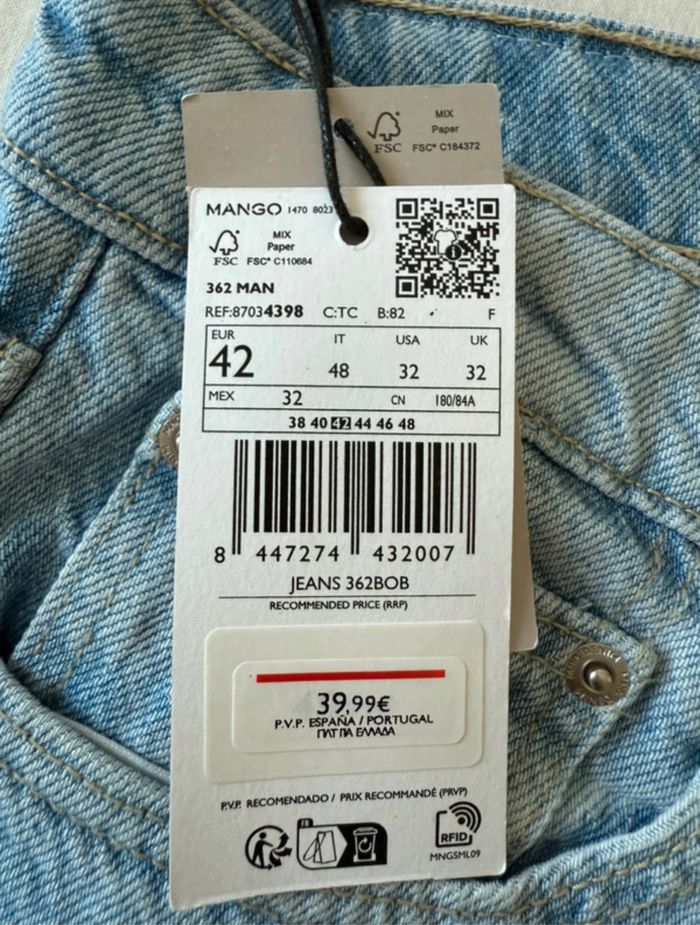 MIX
Paper
FSC FSC® C184372
MANGO 1470 8023
MIX
Paper
FSC FSC® C110684
362 MAN
REF:87034398 C:TC B:82 F
EUR IT USA UK
42 48 32 32
MEX 32 CN 180/84A
38 40 42 44 46 48
8 447274 432007
JEANS 362BOB
RECOMMENDED PRICE (RRP)
39,99€
P.V.P. ESPAÑA / PORTUGAL
ΠΛΤ ΓΙΑ ΕΛΛΑΔΑ
P.V.P. RECOMENDADO / PRIX RECOMMANDÉ (PRVP)
FR
RFID
MNGSML09